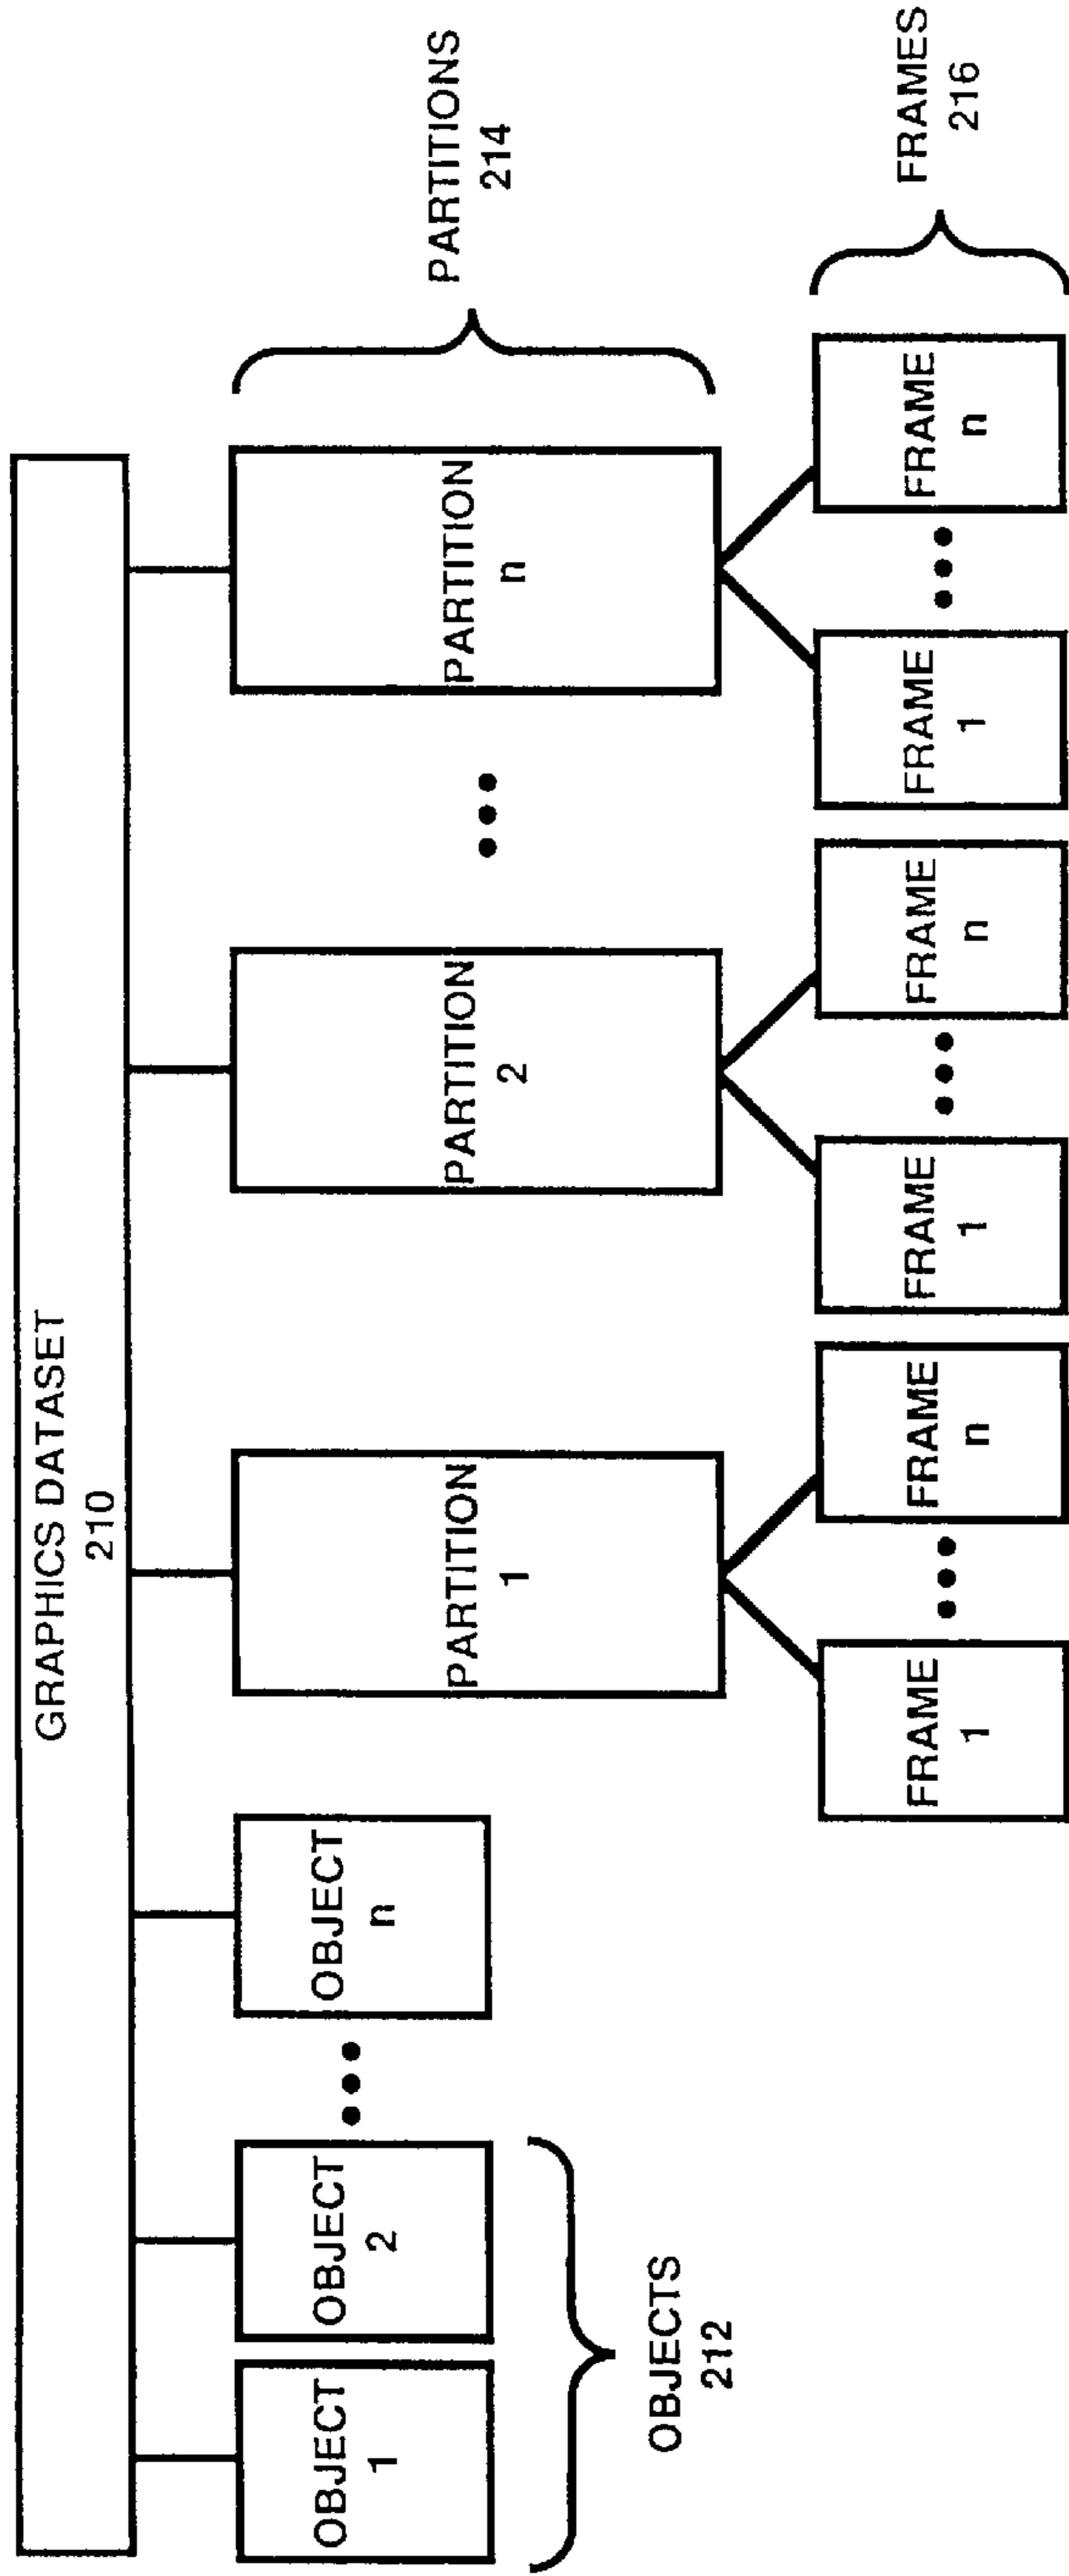 GRAPHICS DATASET
210
OBJECT
1
OBJECT
2
OBJECT
n
OBJECTS
212
PARTITION
1
PARTITION
2
PARTITION
n
PARTITIONS
214
FRAME
1
FRAME
n
FRAME
1
FRAME
n
FRAME
1
FRAME
n
FRAMES
216